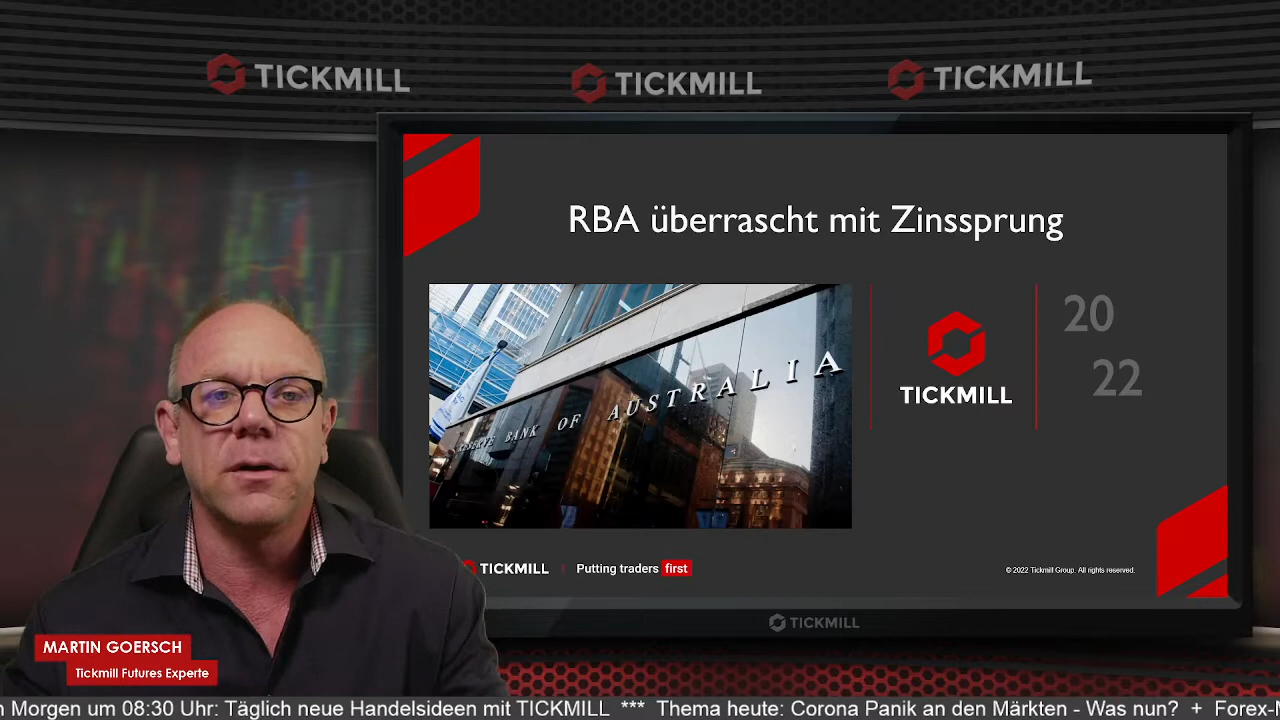 TICKMILL
TICKMILL
TICKMILL
RBA überrascht mit Zinssprung
RESERVE BANK OF AUSTRALIA
TICKMILL
20
22
TICKMILL
Putting traders first
© 2022 Tickmill Group. All rights reserved.
TICKMILL
MARTIN GOERSCH
Tickmill Futures Experte
n Morgen um 08:30 Uhr: Täglich neue Handelsideen mit TICKMILL *** Thema heute: Corona Panik an den Märkten - Was nun? + Forex-